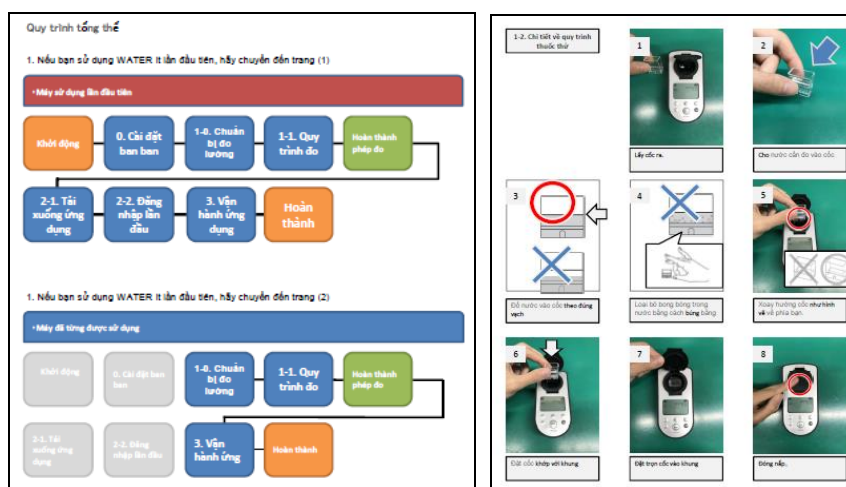 Quy trình tổng thể
1. Nếu bạn sử dụng WATER it lần đầu tiên, hãy chuyển đến trang (1)
• Máy sử dụng lần đầu tiên
Khởi động
0. Cài đặt
ban ban
1-0. Chuẩn
bị đo
lường
1-1. Quy
trình đo
Hoàn thành
phép đo
2-1. Tải
xuống ứng
dụng
2-2. Đăng
nhập lần
đầu
3. Vận
hành ứng
dụng
Hoàn
thành
1. Nếu bạn sử dụng WATER it lần đầu tiên, hãy chuyển đến trang (2)
• Máy đã từng được sử dụng
Khởi động
0. Cài đặt ban
ban
1-0. Chuẩn
bị đo
lường
1-1. Quy
trình đo
Hoàn thành
phép đo
2-1. Tải
xuống ứng
dụng
2-2. Đăng
nhập lần đầu
3. Vận
hành ứng
Hoàn thành
1-2. Chi tiết về quy trình
thuốc thử
1
Lấy cốc ra.
2
Cho nước cần đo vào cốc
3
Đổ nước vào cốc theo đúng
vạch
4
Loại bỏ bong bóng trong
nước bằng cách búng bằng
5
Xoay hướng cốc như hình
vẽ về phía bạn.
6
Đặt cốc khớp với khung
7
Đặt trọn cốc vào khung
8
Đóng nắp.